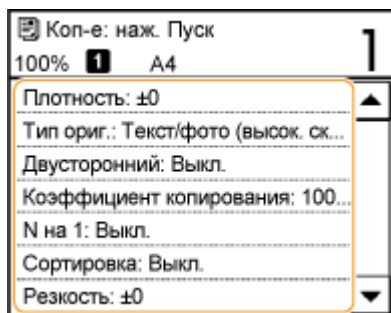 Коп-е: наж. Пуск
100% 1 A4
1
Плотность: ±0
Тип ориг.: Текст/фото (высок. ск...
Двусторонний: Выкл.
Коэффициент копирования: 100...
N на 1: Выкл.
Сортировка: Выкл.
Резкость: ±0